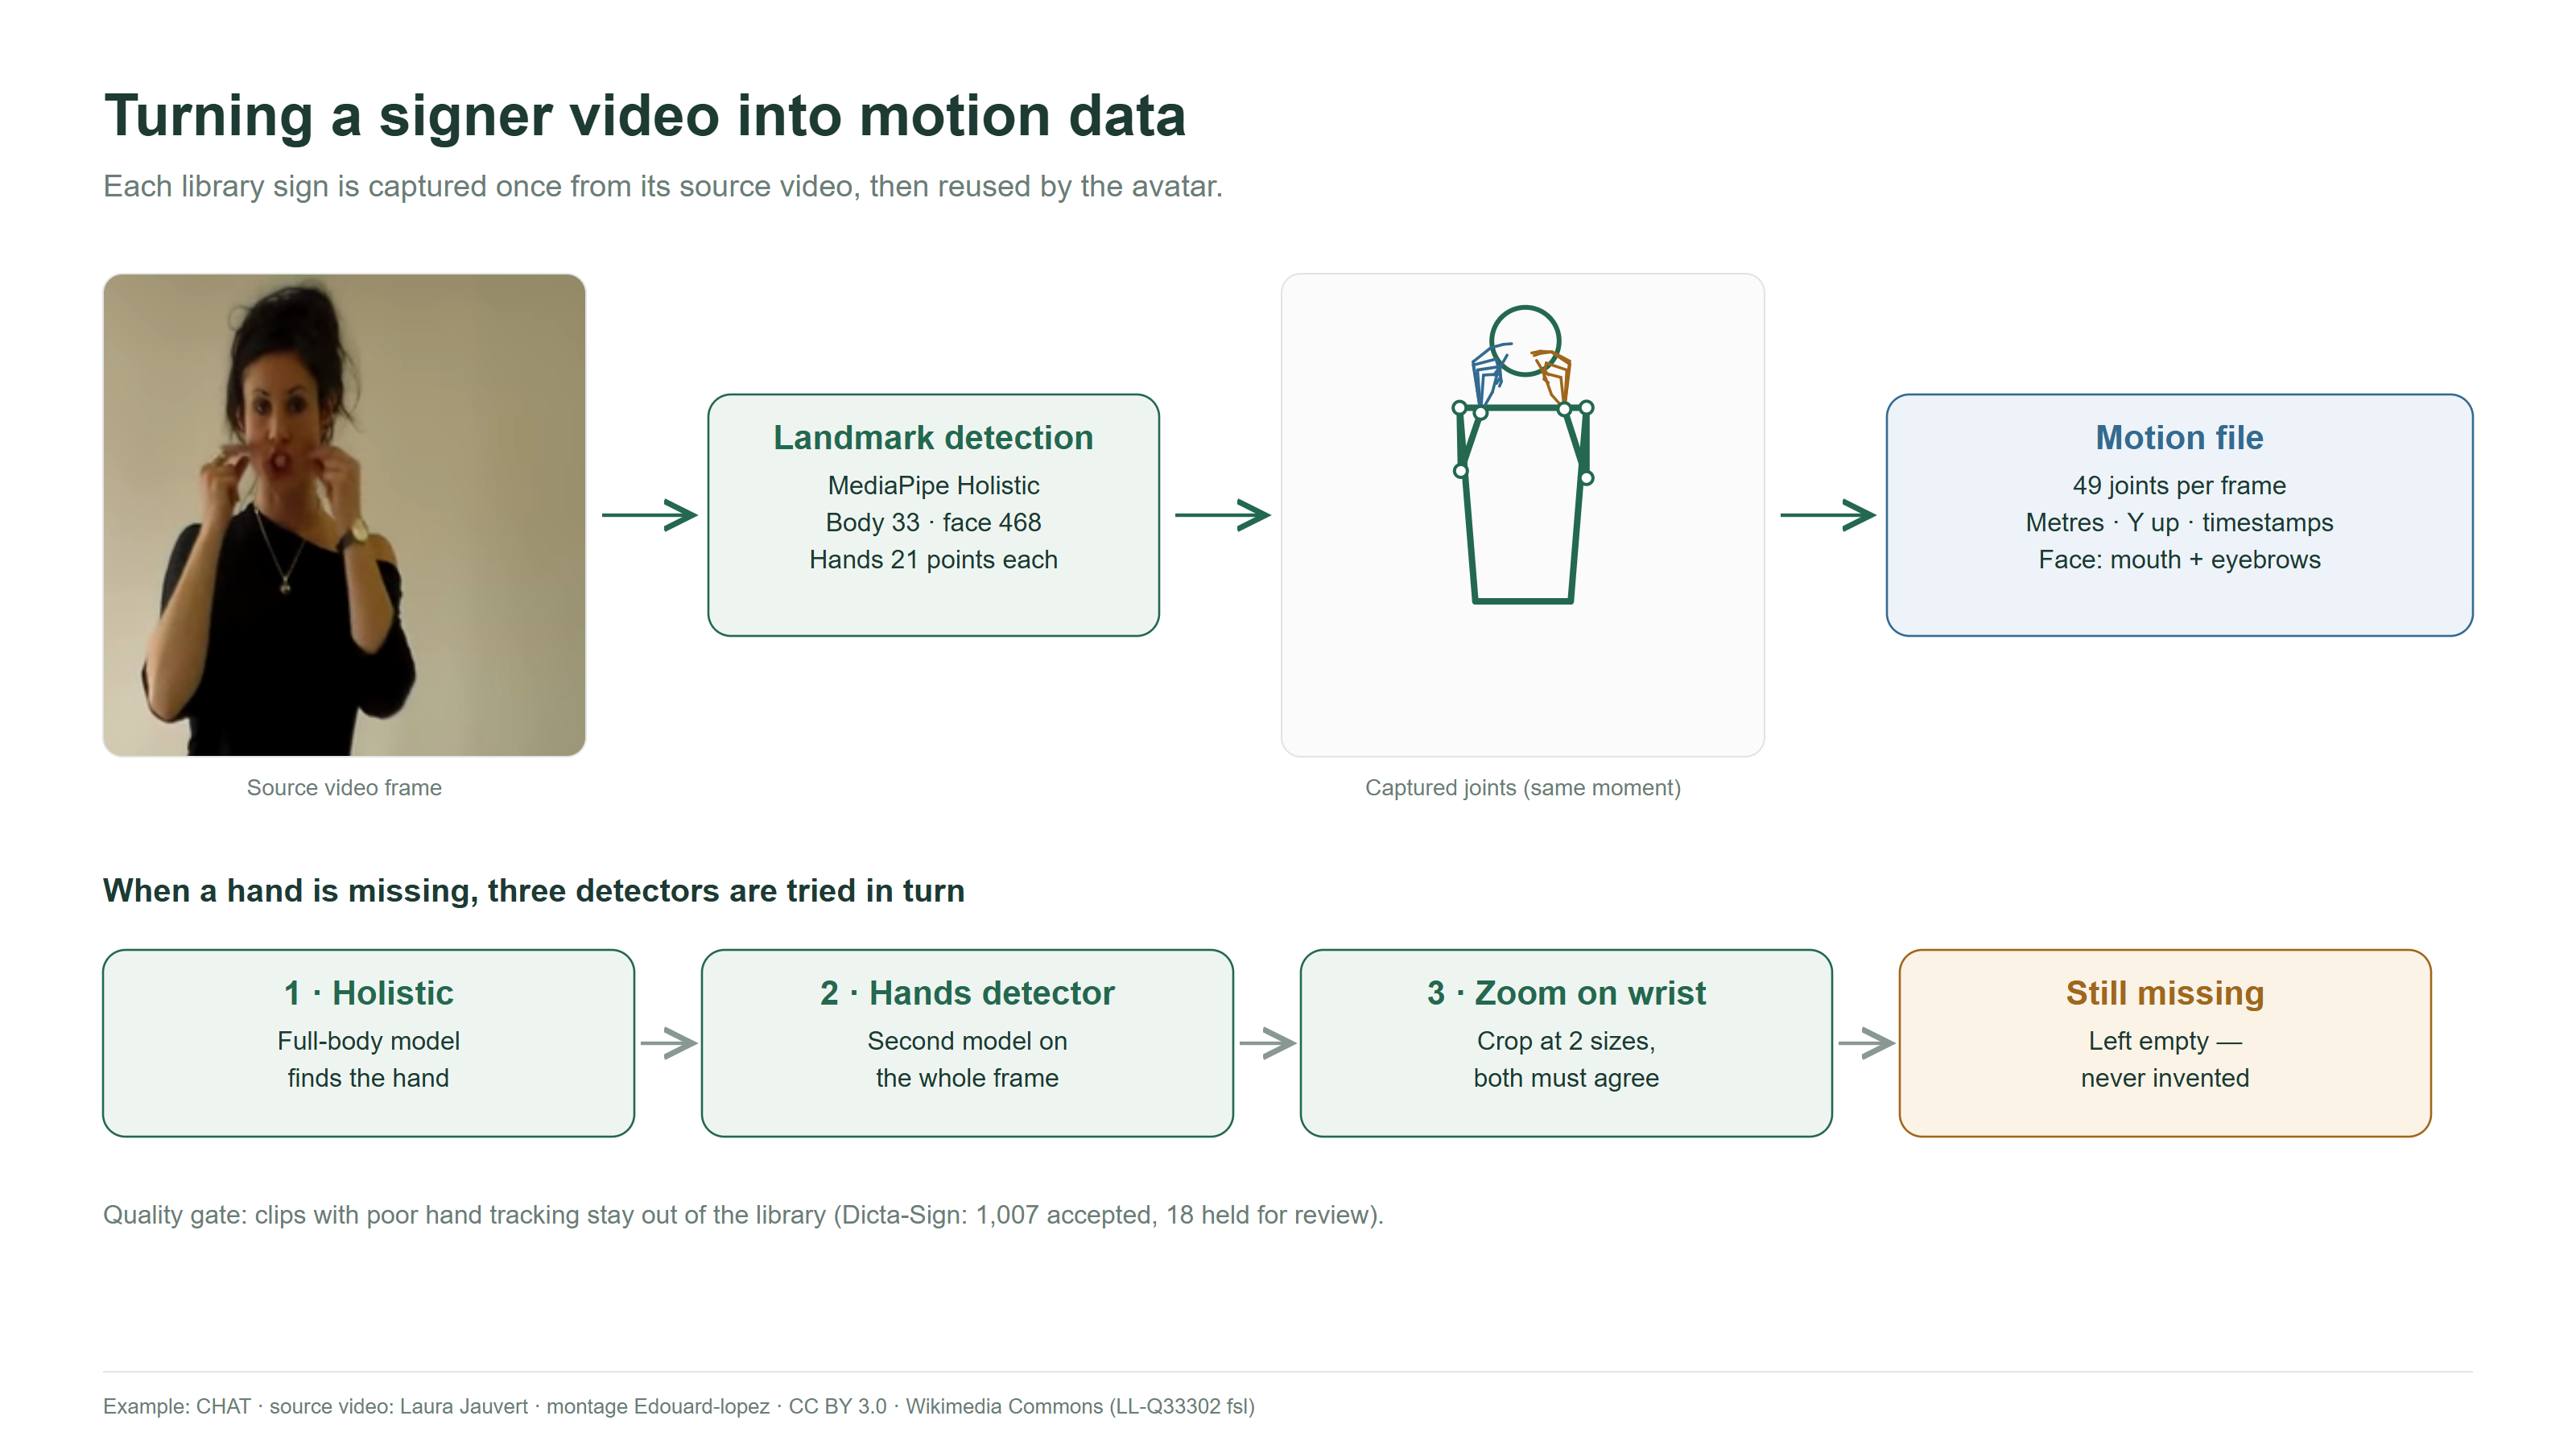 Turning a signer video into motion data
Each library sign is captured once from its source video, then reused by the avatar.
Landmark detection
MediaPipe Holistic
Body 33 · face 468
Hands 21 points each
Motion file
49 joints per frame
Metres · Y up · timestamps
Face: mouth + eyebrows
Source video frame
Captured joints (same moment)
When a hand is missing, three detectors are tried in turn
1 · Holistic
Full-body model
finds the hand
2 · Hands detector
Second model on
the whole frame
3 · Zoom on wrist
Crop at 2 sizes,
both must agree
Still missing
Left empty —
never invented
Quality gate: clips with poor hand tracking stay out of the library (Dicta-Sign: 1,007 accepted, 18 held for review).
Example: CHAT · source video: Laura Jauvert · montage Edouard-lopez · CC BY 3.0 · Wikimedia Commons (LL-Q33302 fsl)